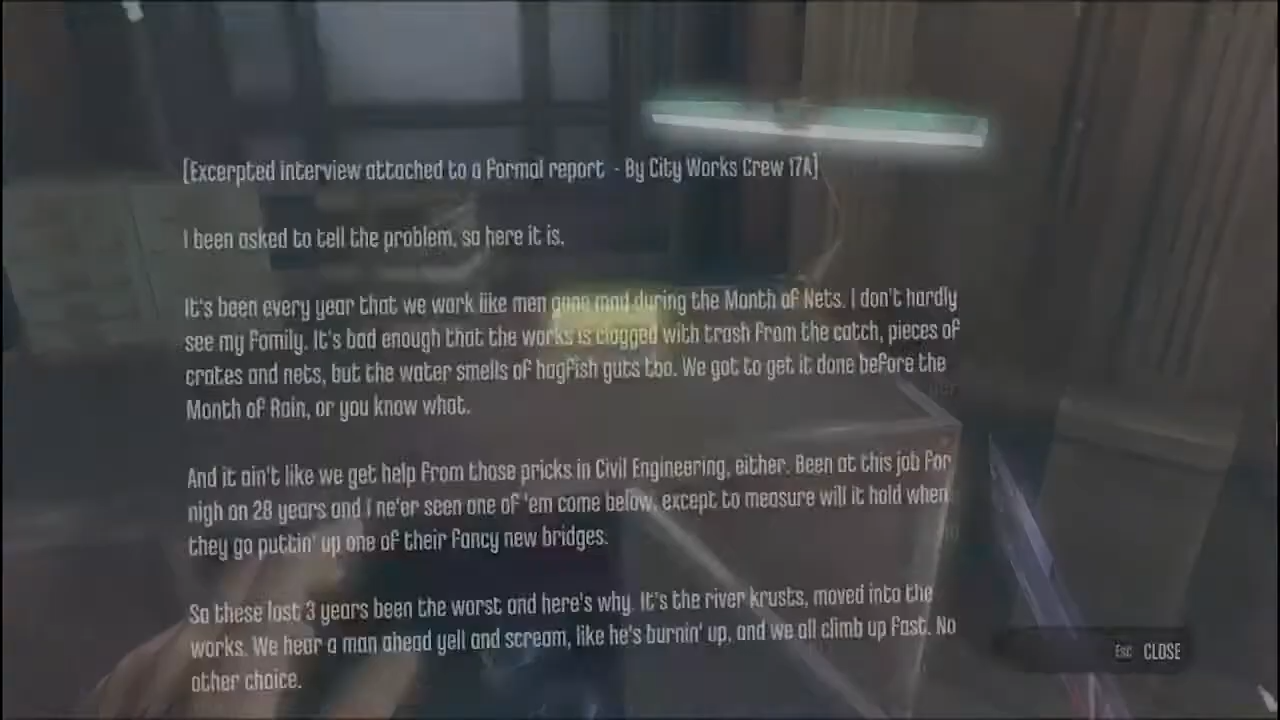 [Excerpted interview attached to a formal report - By City Works Crew 17A]
I been asked to tell the problem, so here it is.
It's been every year that we work like men gone mad during the Month of Nets. I don't hardly
see my family. It's bad enough that the works is clogged with trash from the catch, pieces of
crates and nets, but the water smells of hagfish guts too. We got to get it done before the
Month of Rain, or you know what.
And it ain't like we get help from those pricks in Civil Engineering, either. Been at this job for
nigh on 28 years and I ne'er seen one of 'em come below, except to measure will it hold when
they go puttin' up one of their fancy new bridges.
So these last 3 years been the worst and here's why. It's the river krusts, moved into the
works. We hear a man ahead yell and scream, like he's burnin' up, and we all climb up fast. No
other choice.
Esc CLOSE